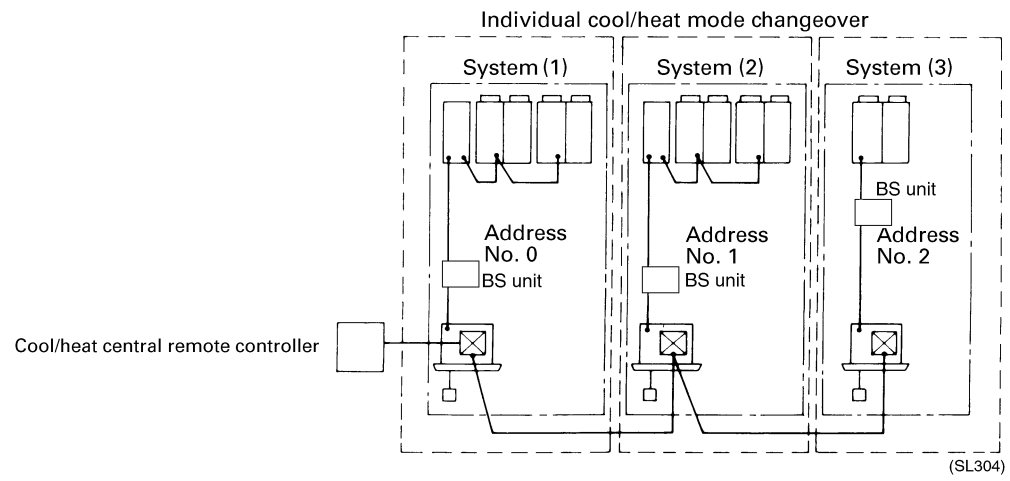 Individual cool/heat mode changeover
System (1)
System (2)
System (3)
BS unit
Address
No. 0
Address
No. 1
Address
No. 2
BS unit
BS unit
Cool/heat central remote controller
(SL304)